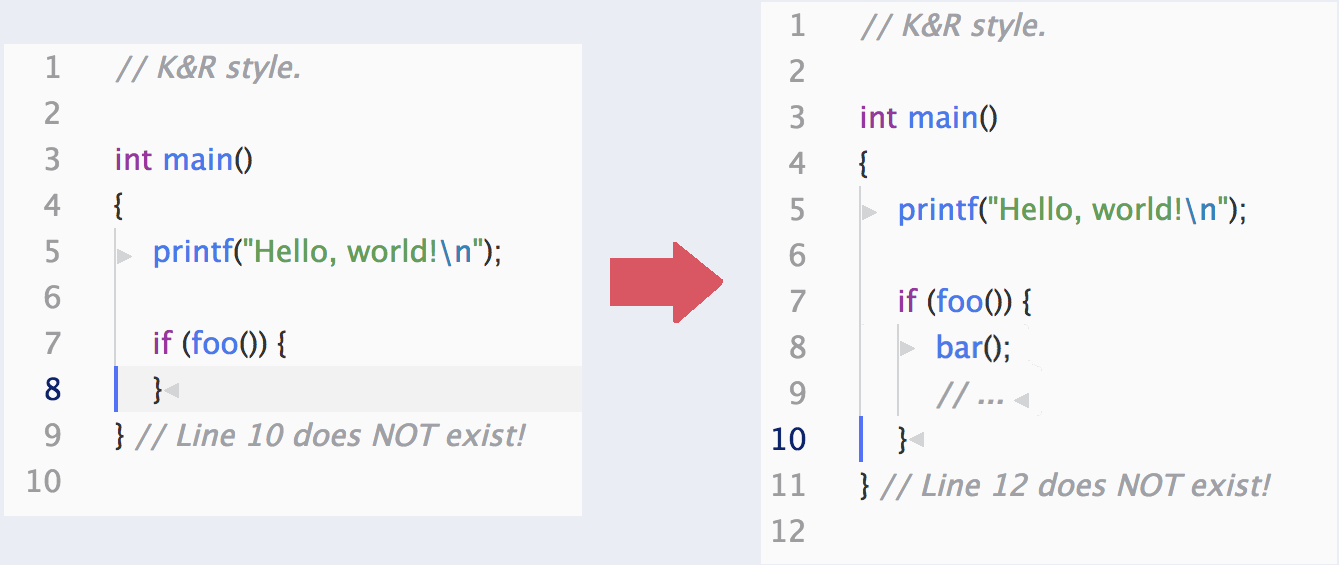 1 // K&R style.
2
3 int main()
4 {
5 printf("Hello, world!\n");
6
7 if (foo()) {
8 }
9 } // Line 10 does NOT exist!
10
1 // K&R style.
2
3 int main()
4 {
5 printf("Hello, world!\n");
6
7 if (foo()) {
8 bar();
9 // ...
10 }
11 } // Line 12 does NOT exist!
12